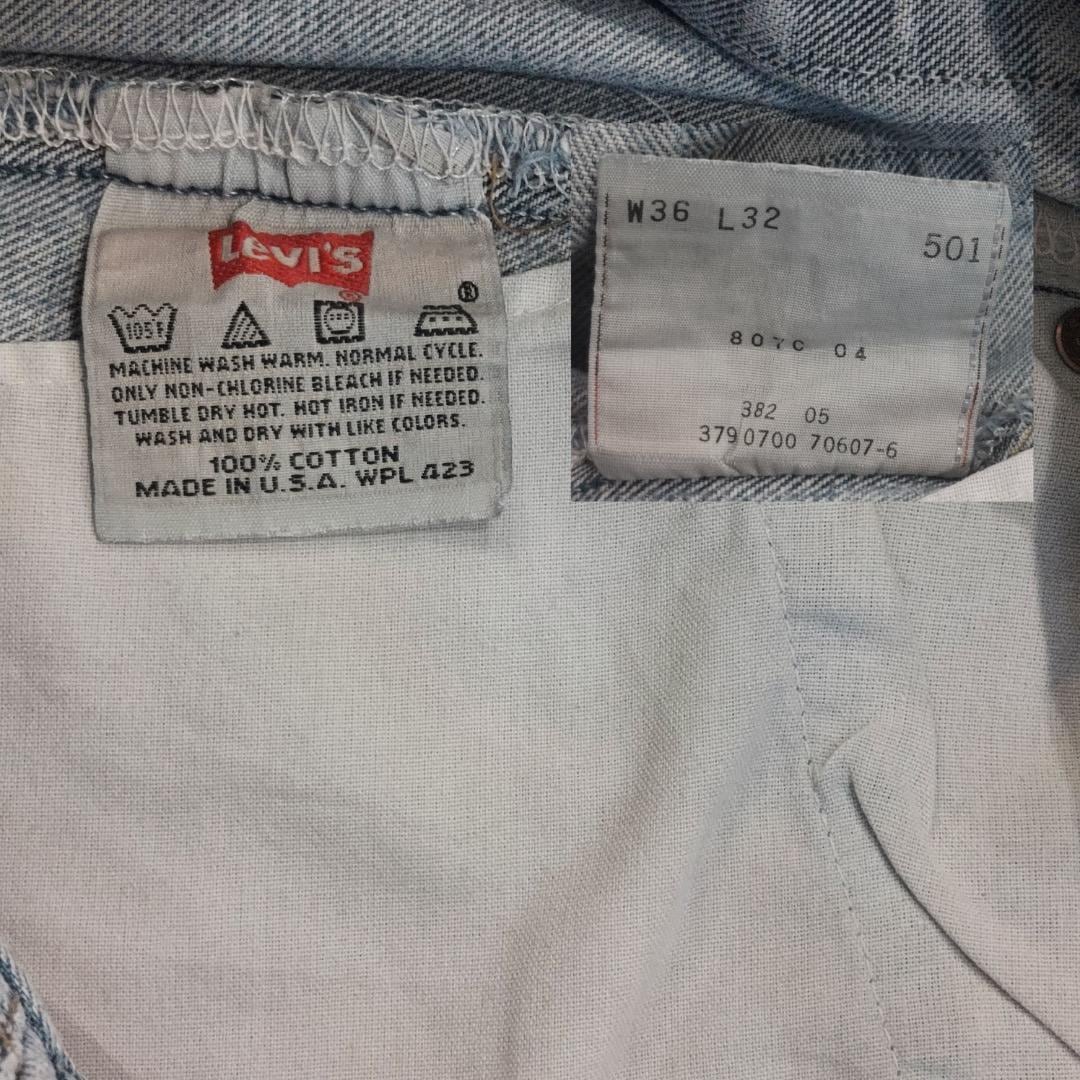 Levi's
®
105F
®
MACHINE WASH WARM. NORMAL CYCLE.
ONLY NON-CHLORINE BLEACH IF NEEDED.
TUMBLE DRY HOT. HOT IRON IF NEEDED.
WASH AND DRY WITH LIKE COLORS.
100% COTTON
MADE IN U.S.A. WPL 423
W36 L32
501
807C 04
382 05
3790700 70607-6